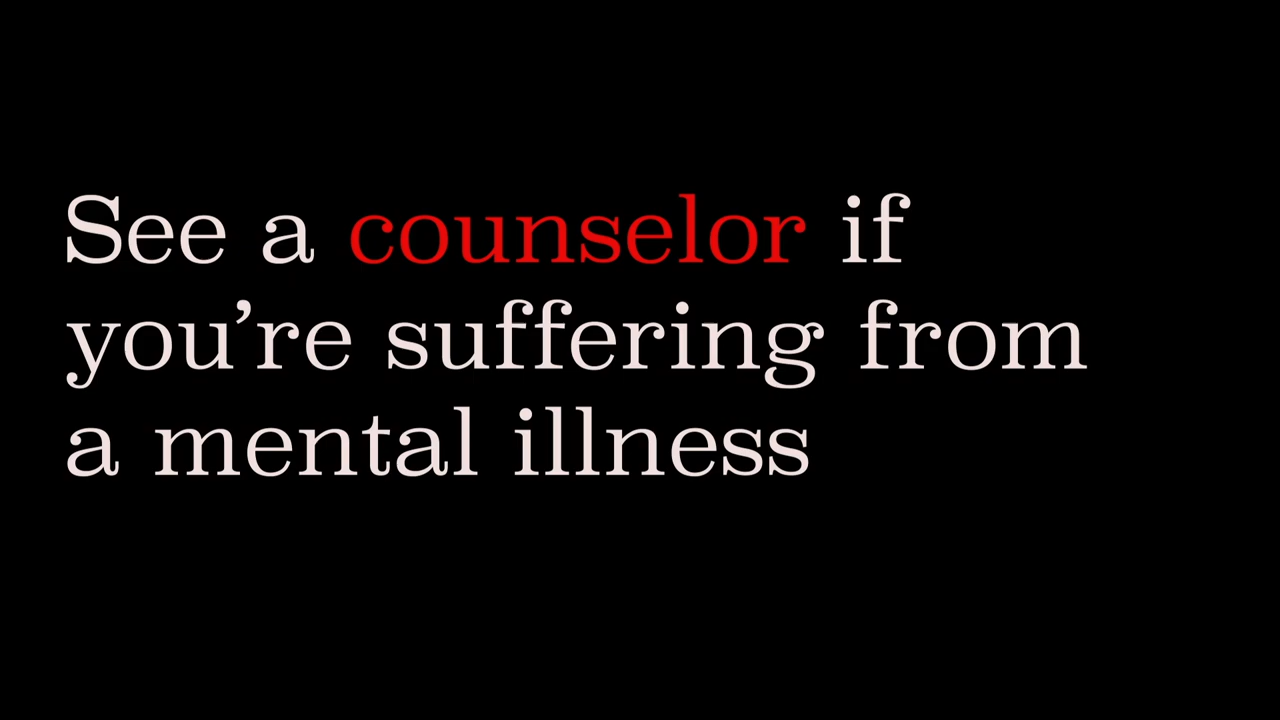 See a counselor if
you’re suffering from
a mental illness